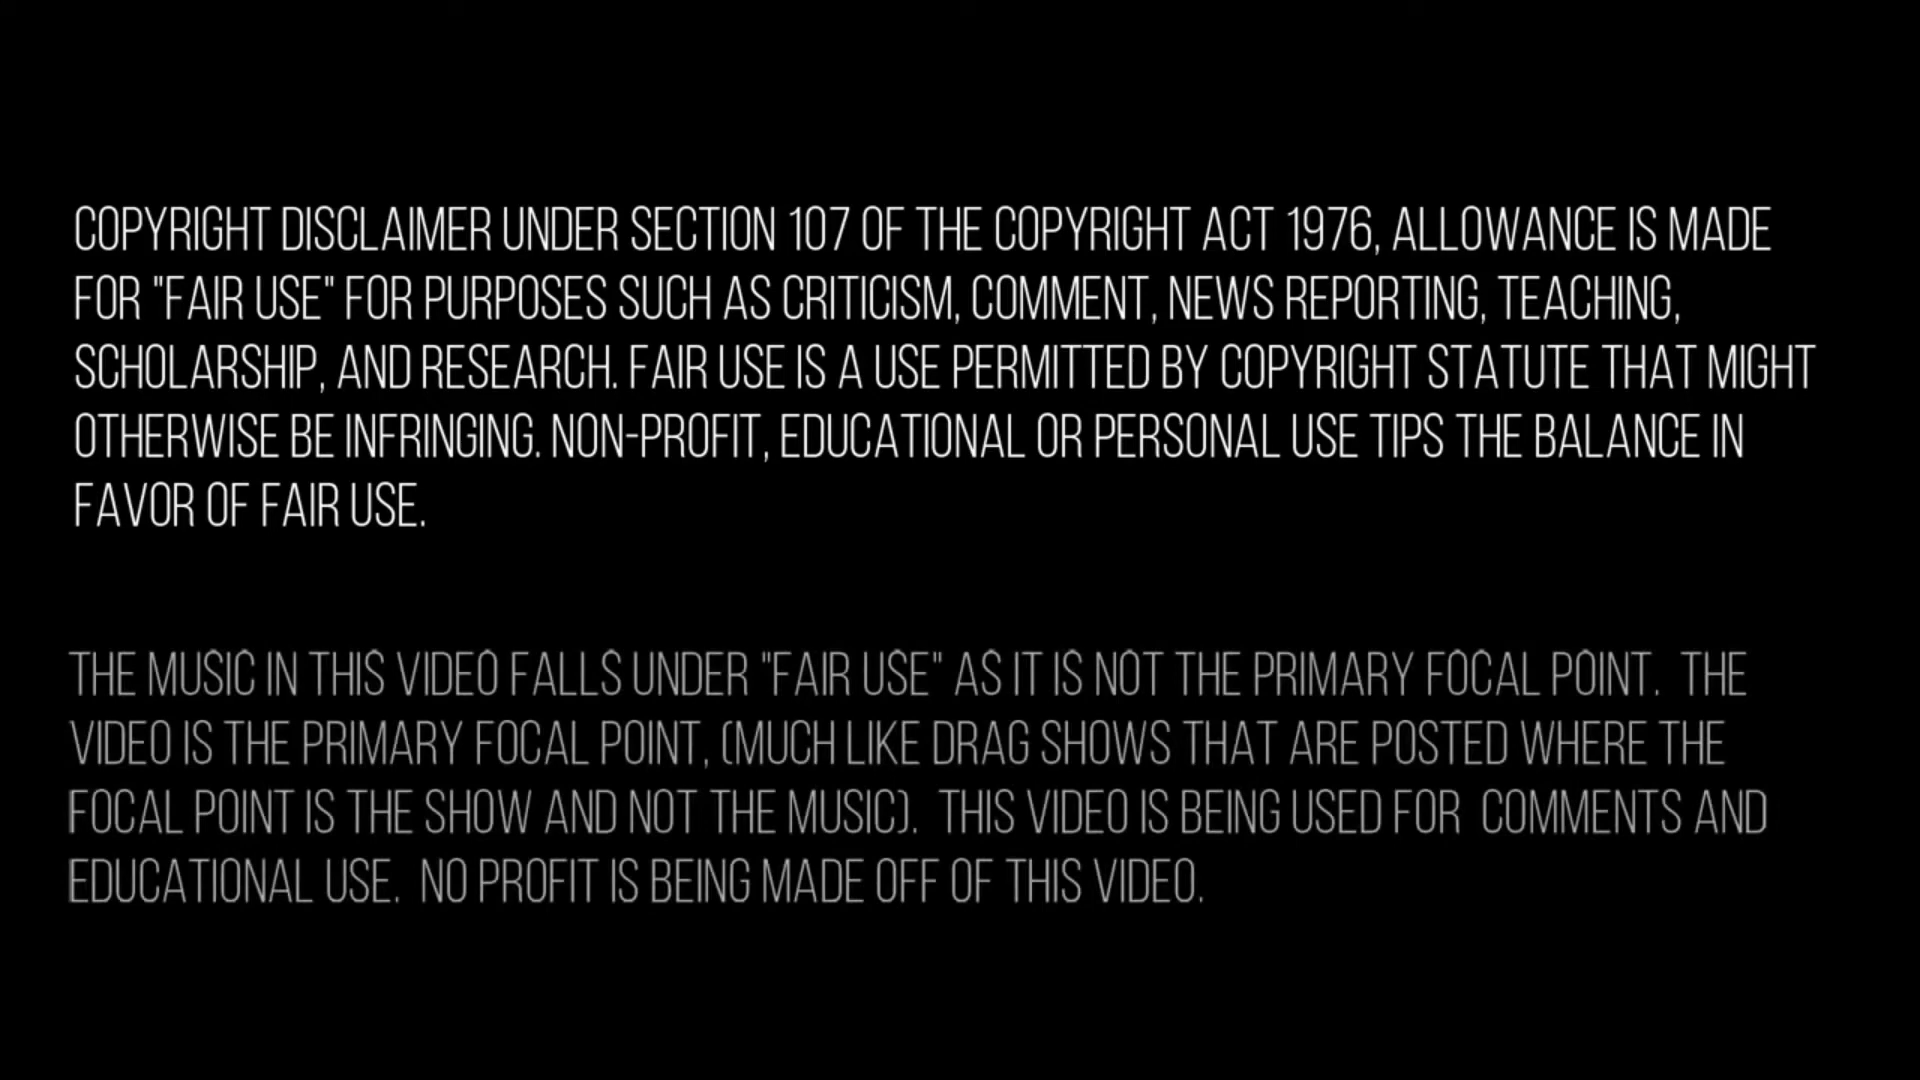 COPYRIGHT DISCLAIMER UNDER SECTION 107 OF THE COPYRIGHT ACT 1976, ALLOWANCE IS MADE
FOR "FAIR USE" FOR PURPOSES SUCH AS CRITICISM, COMMENT, NEWS REPORTING, TEACHING,
SCHOLARSHIP, AND RESEARCH. FAIR USE IS A USE PERMITTED BY COPYRIGHT STATUTE THAT MIGHT
OTHERWISE BE INFRINGING. NON-PROFIT, EDUCATIONAL OR PERSONAL USE TIPS THE BALANCE IN
FAVOR OF FAIR USE.
THE MUSIC IN THIS VIDEO FALLS UNDER "FAIR USE" AS IT IS NOT THE PRIMARY FOCAL POINT.  THE
VIDEO IS THE PRIMARY FOCAL POINT, (MUCH LIKE DRAG SHOWS THAT ARE POSTED WHERE THE
FOCAL POINT IS THE SHOW AND NOT THE MUSIC).  THIS VIDEO IS BEING USED FOR  COMMENTS AND
EDUCATIONAL USE.  NO PROFIT IS BEING MADE OFF OF THIS VIDEO.